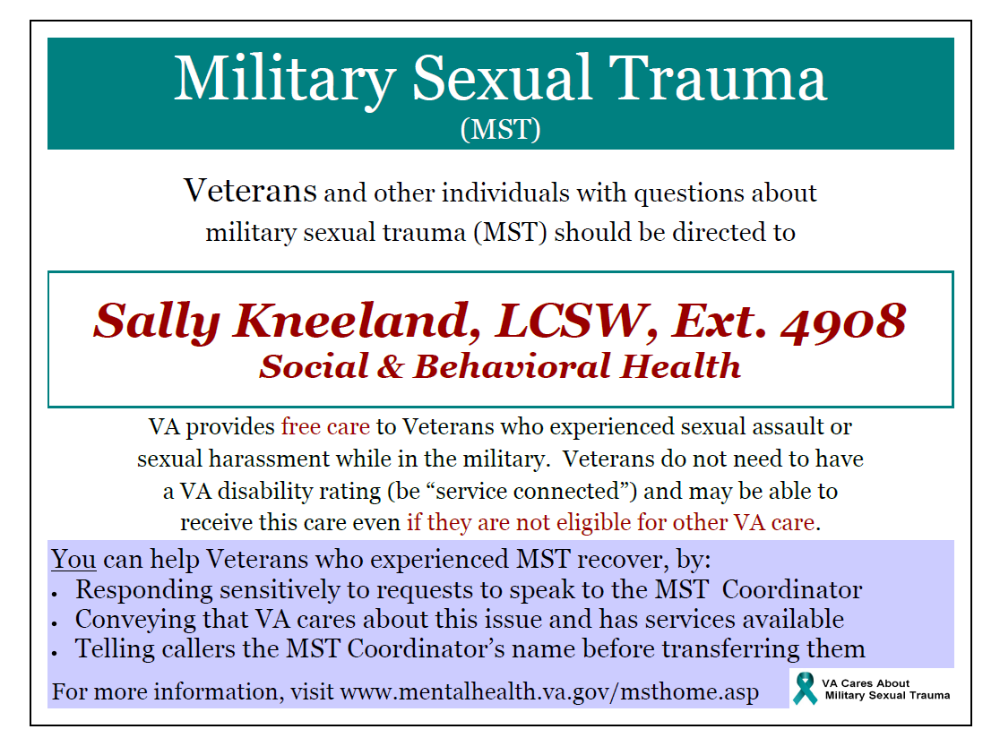 Military Sexual Trauma
(MST)
Veterans and other individuals with questions about
military sexual trauma (MST) should be directed to
Sally Kneeland, LCSW, Ext. 4908
Social & Behavioral Health
VA provides free care to Veterans who experienced sexual assault or
sexual harassment while in the military.  Veterans do not need to have
a VA disability rating (be “service connected”) and may be able to
receive this care even if they are not eligible for other VA care.
You can help Veterans who experienced MST recover, by:
• Responding sensitively to requests to speak to the MST  Coordinator
• Conveying that VA cares about this issue and has services available
• Telling callers the MST Coordinator’s name before transferring them
For more information, visit www.mentalhealth.va.gov/msthome.asp
VA Cares About
Military Sexual Trauma